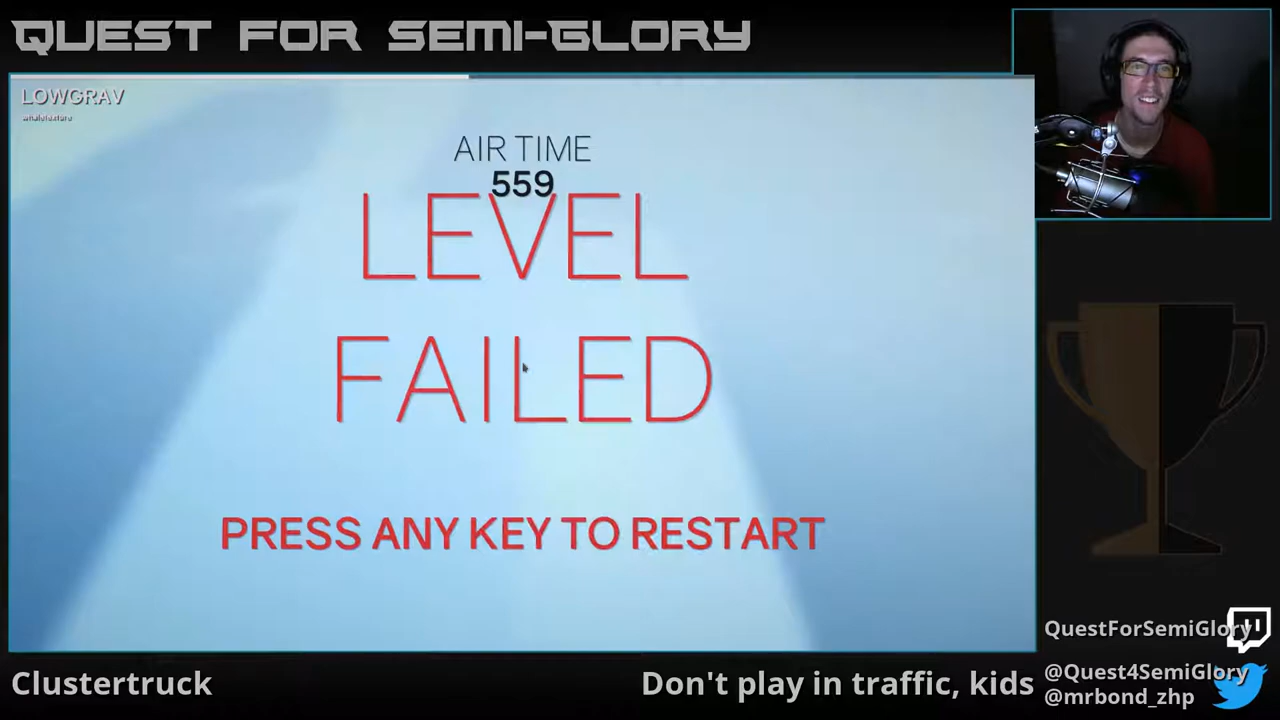 QUEST FOR SEMI-GLORY
LOWGRAV
whaletexture
AIR TIME
559
LEVEL
FAILED
PRESS ANY KEY TO RESTART
QuestForSemiGlory
@Quest4SemiGlory
@mrbond_zhp
Clustertruck
Don't play in traffic, kids